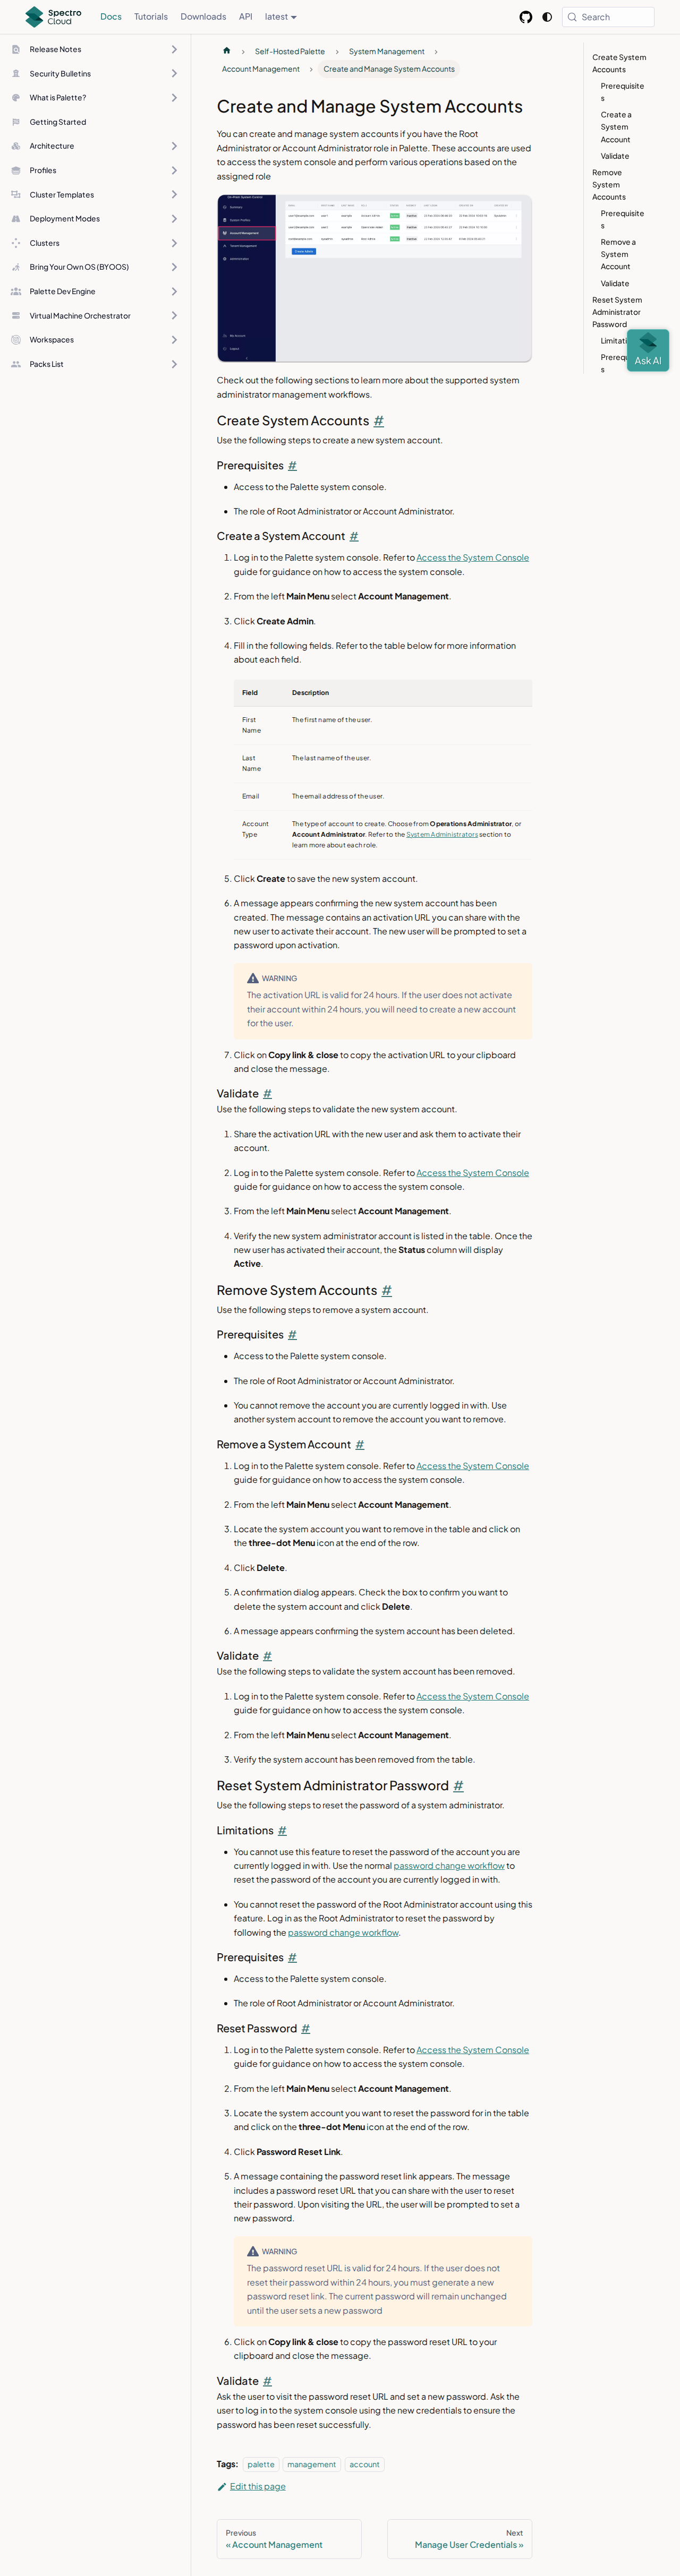 Spectro Cloud
Docs
Tutorials
Downloads
API
latest
Search
Release Notes
Security Bulletins
What is Palette?
Getting Started
Architecture
Profiles
Cluster Templates
Deployment Modes
Clusters
Bring Your Own OS (BYOOS)
Palette Dev Engine
Virtual Machine Orchestrator
Workspaces
Packs List
Self-Hosted Palette
System Management
Account Management
Create and Manage System Accounts
Create and Manage System Accounts
You can create and manage system accounts if you have the Root
Administrator or Account Administrator role in Palette. These accounts are used
to access the system console and perform various operations based on the
assigned role
On-Prem System Control
Summary
System Profiles
Account Management
Tenant Management
Administration
My Account
Logout
Create Admin
Check out the following sections to learn more about the supported system
administrator management workflows.
Create System Accounts #
Use the following steps to create a new system account.
Prerequisites #
Access to the Palette system console.
The role of Root Administrator or Account Administrator.
Create a System Account #
1. Log in to the Palette system console. Refer to Access the System Console
guide for guidance on how to access the system console.
2. From the left Main Menu select Account Management.
3. Click Create Admin.
4. Fill in the following fields. Refer to the table below for more information
about each field.
Field Description
First Name The first name of the user.
Last Name The last name of the user.
Email The email address of the user.
Account Type The type of account to create. Choose from Operations Administrator, or
Account Administrator. Refer to the System Administrators section to
learn more about each role.
5. Click Create to save the new system account.
6. A message appears confirming the new system account has been
created. The message contains an activation URL you can share with the
new user to activate their account. The new user will be prompted to set a
password upon activation.
WARNING
The activation URL is valid for 24 hours. If the user does not activate
their account within 24 hours, you will need to create a new account
for the user.
7. Click on Copy link & close to copy the activation URL to your clipboard
and close the message.
Validate #
Use the following steps to validate the new system account.
1. Share the activation URL with the new user and ask them to activate their
account.
2. Log in to the Palette system console. Refer to Access the System Console
guide for guidance on how to access the system console.
3. From the left Main Menu select Account Management.
4. Verify the new system administrator account is listed in the table. Once the
new user has activated their account, the Status column will display
Active.
Remove System Accounts #
Use the following steps to remove a system account.
Prerequisites #
Access to the Palette system console.
The role of Root Administrator or Account Administrator.
You cannot remove the account you are currently logged in with. Use
another system account to remove the account you want to remove.
Remove a System Account #
1. Log in to the Palette system console. Refer to Access the System Console
guide for guidance on how to access the system console.
2. From the left Main Menu select Account Management.
3. Locate the system account you want to remove in the table and click on
the three-dot Menu icon at the end of the row.
4. Click Delete.
5. A confirmation dialog appears. Check the box to confirm you want to
delete the system account and click Delete.
6. A message appears confirming the system account has been deleted.
Validate #
Use the following steps to validate the system account has been removed.
1. Log in to the Palette system console. Refer to Access the System Console
guide for guidance on how to access the system console.
2. From the left Main Menu select Account Management.
3. Verify the system account has been removed from the table.
Reset System Administrator Password #
Use the following steps to reset the password of a system administrator.
Limitations #
You cannot use this feature to reset the password of the account you are
currently logged in with. Use the normal password change workflow to
reset the password of the account you are currently logged in with.
You cannot reset the password of the Root Administrator account using this
feature. Log in as the Root Administrator to reset the password by
following the password change workflow.
Prerequisites #
Access to the Palette system console.
The role of Root Administrator or Account Administrator.
Reset Password #
1. Log in to the Palette system console. Refer to Access the System Console
guide for guidance on how to access the system console.
2. From the left Main Menu select Account Management.
3. Locate the system account you want to reset the password for in the table
and click on the three-dot Menu icon at the end of the row.
4. Click Password Reset Link.
5. A message containing the password reset link appears. The message
includes a password reset URL that you can share with the user to reset
their password. Upon visiting the URL, the user will be prompted to set a
new password.
WARNING
The password reset URL is valid for 24 hours. If the user does not
reset their password within 24 hours, you must generate a new
password reset link. The current password will remain unchanged
until the user sets a new password
6. Click on Copy link & close to copy the password reset URL to your
clipboard and close the message.
Validate #
Ask the user to visit the password reset URL and set a new password. Ask the
user to log in to the system console using the new credentials to ensure the
password has been reset successfully.
Tags: palette management account
Edit this page
Previous
« Account Management
Next
Manage User Credentials »
Create System
Accounts
Prerequisite
s
Create a
System
Account
Validate
Remove
System
Accounts
Prerequisite
s
Remove a
System
Account
Validate
Reset System
Administrator
Password
Limitati
Prerequ
s
Ask AI